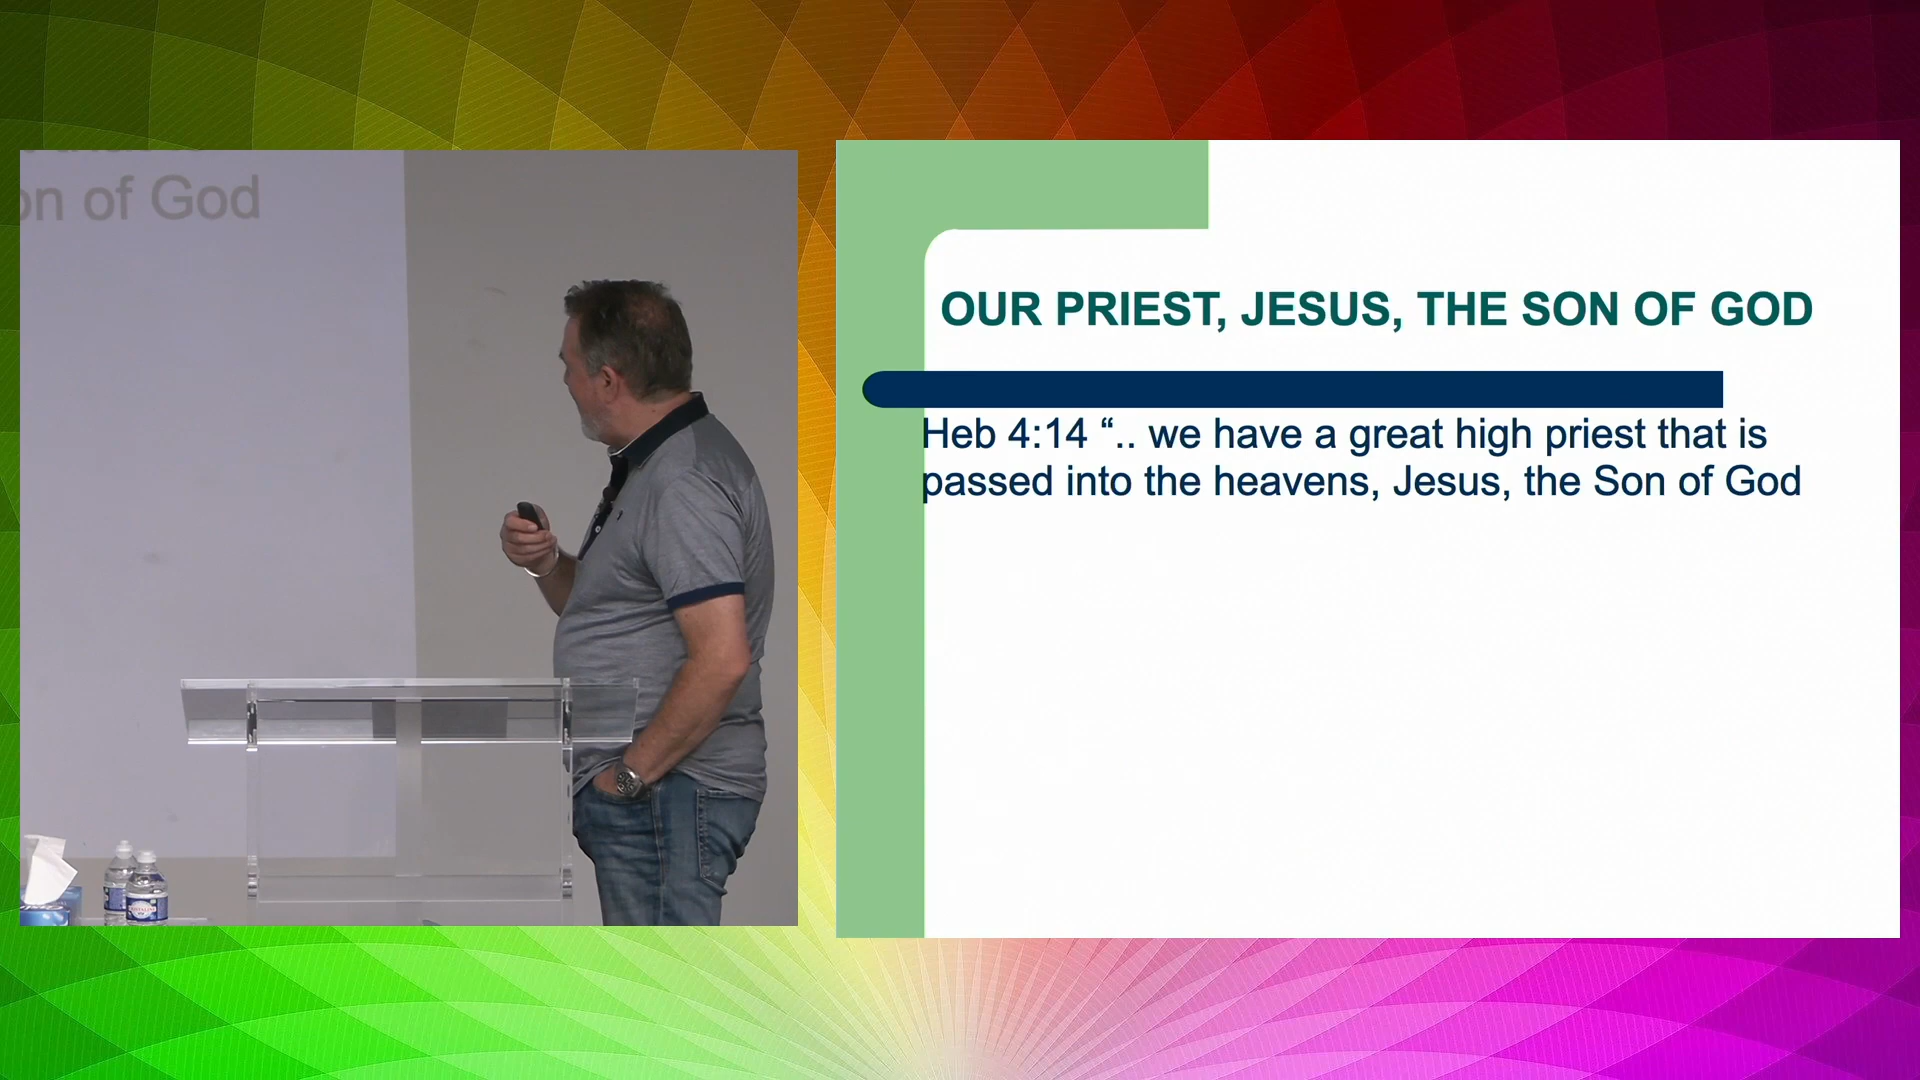 on of God
OUR PRIEST, JESUS, THE SON OF GOD
Heb 4:14 “.. we have a great high priest that is
passed into the heavens, Jesus, the Son of God